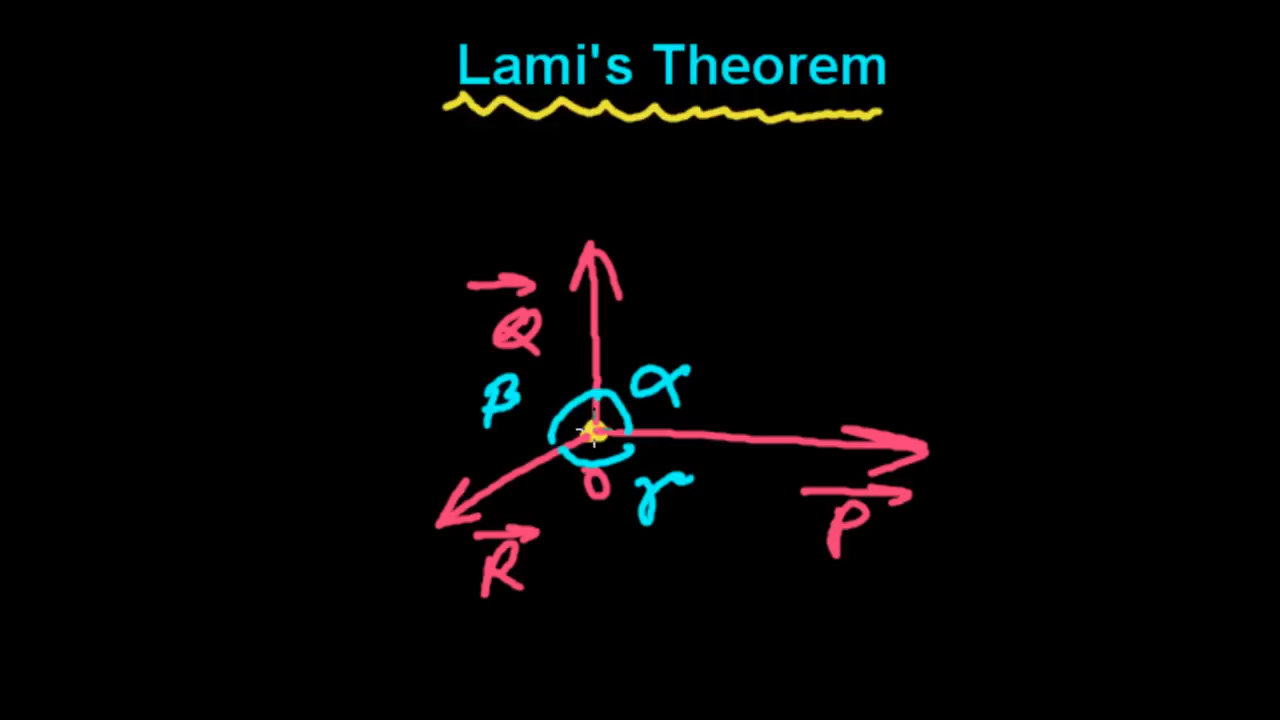 Lami's Theorem
Q
β α
O γ
P
R